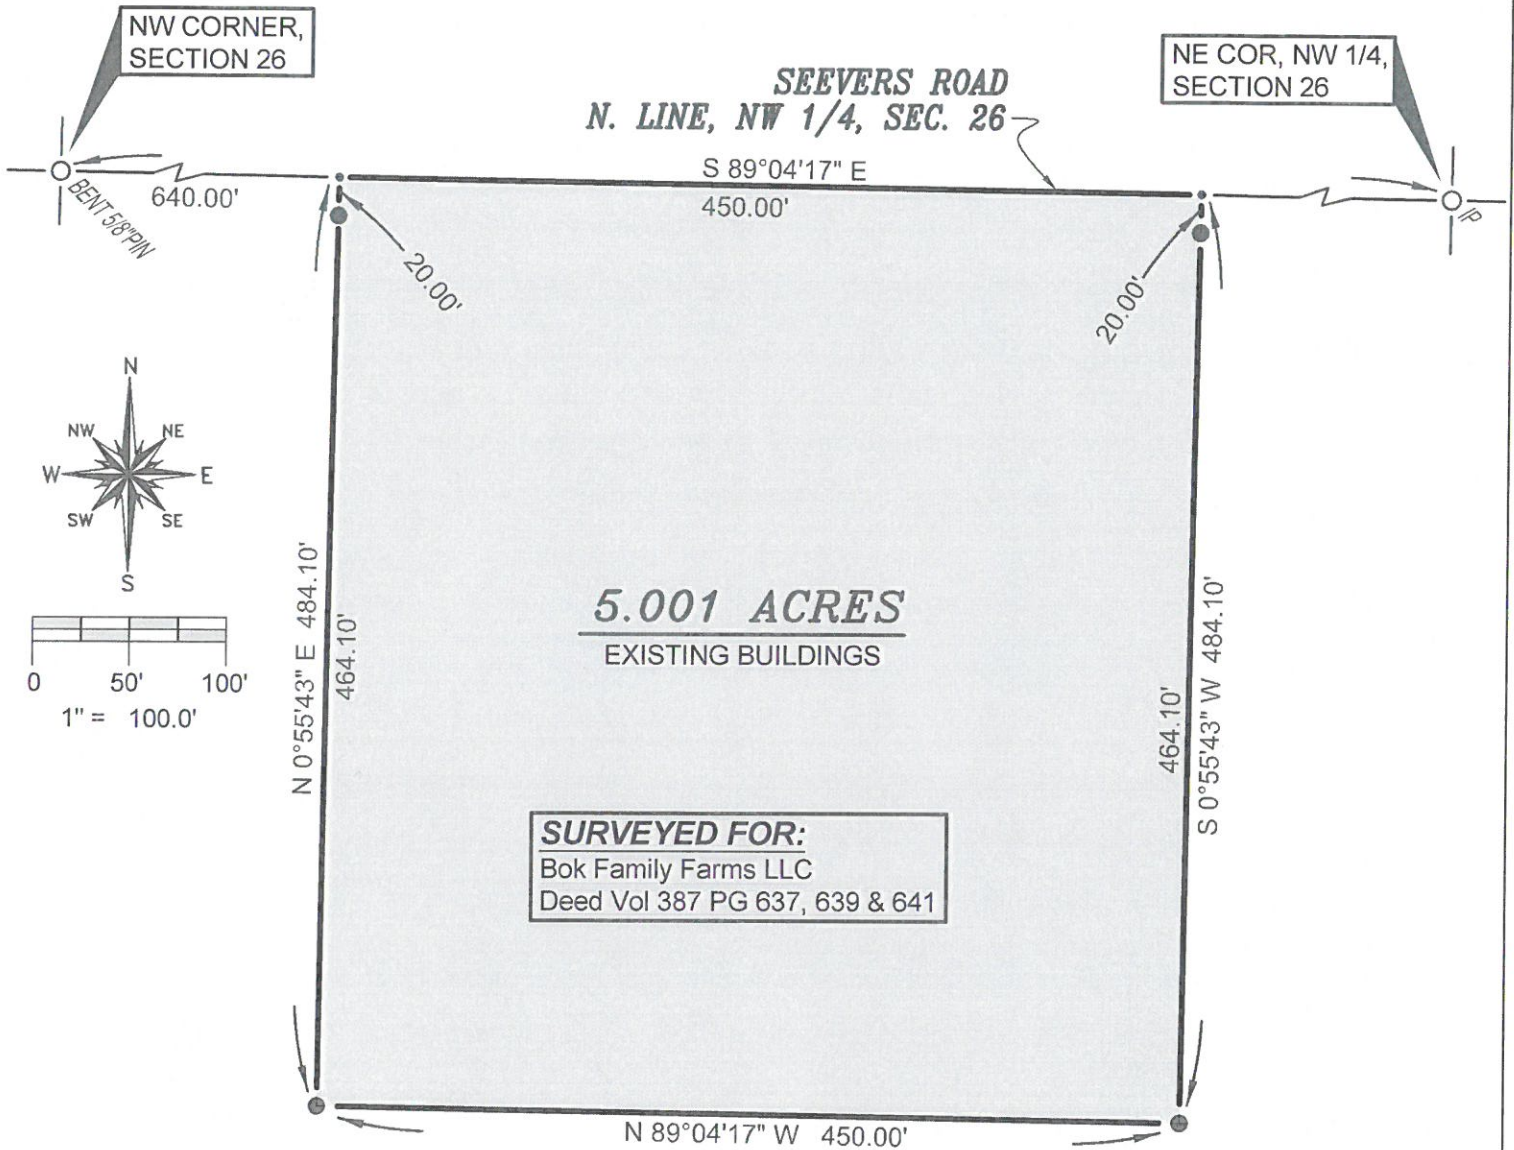 NW CORNER,
SECTION 26
NE COR, NW 1/4,
SECTION 26
SEEVERS ROAD
N. LINE, NW 1/4, SEC. 26
S 89°04'17" E
450.00'
640.00'
BENT 5/8"PIN
IP
20.00'
20.00'
N
NW
NE
W
E
SW
SE
S
0
50'
100'
1" = 100.0'
N 0°55'43" E 484.10'
464.10'
5.001 ACRES
EXISTING BUILDINGS
464.10'
S 0°55'43" W 484.10'
SURVEYED FOR:
Bok Family Farms LLC
Deed Vol 387 PG 637, 639 & 641
N 89°04'17" W 450.00'